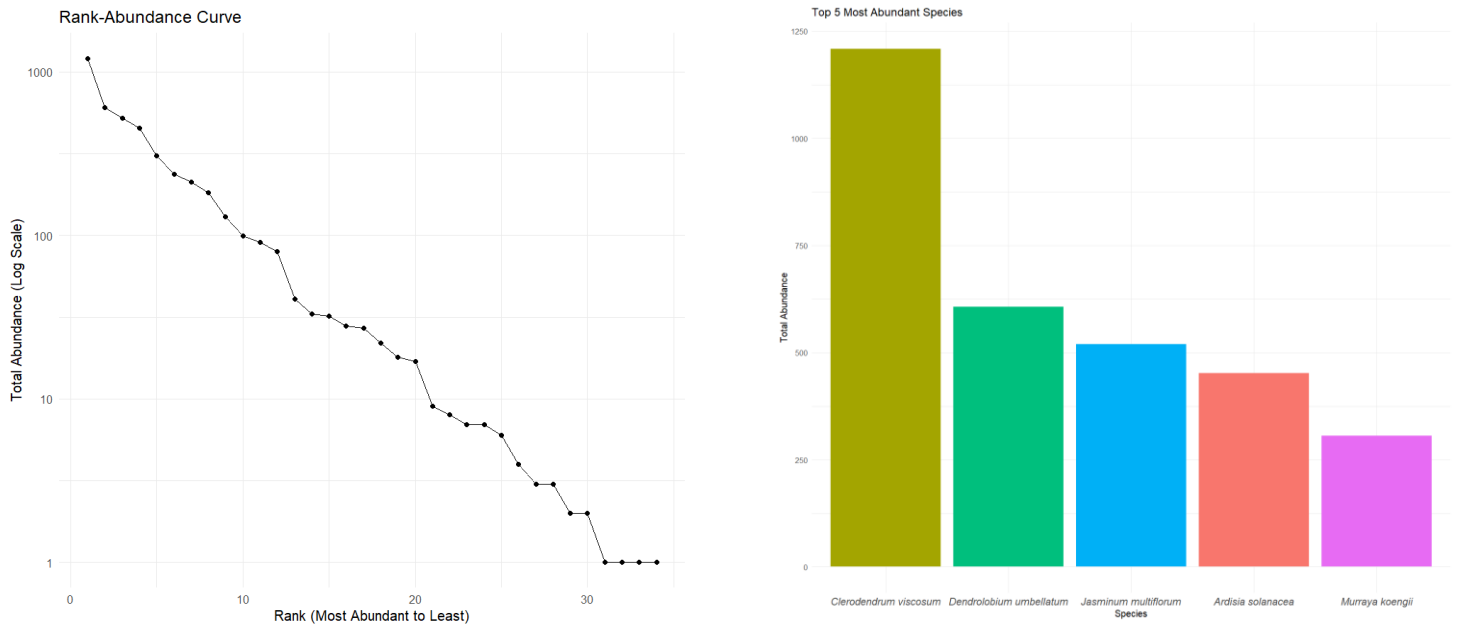 Rank-Abundance Curve
Total Abundance (Log Scale)
1000
100
10
1
0 10 20 30
Rank (Most Abundant to Least)
Top 5 Most Abundant Species
Total Abundance
1250
1000
750
500
250
0
Clerodendrum viscosum Dendrolobium umbellatum Jasminum multiflorum Ardisia solanacea Murraya koengii
Species